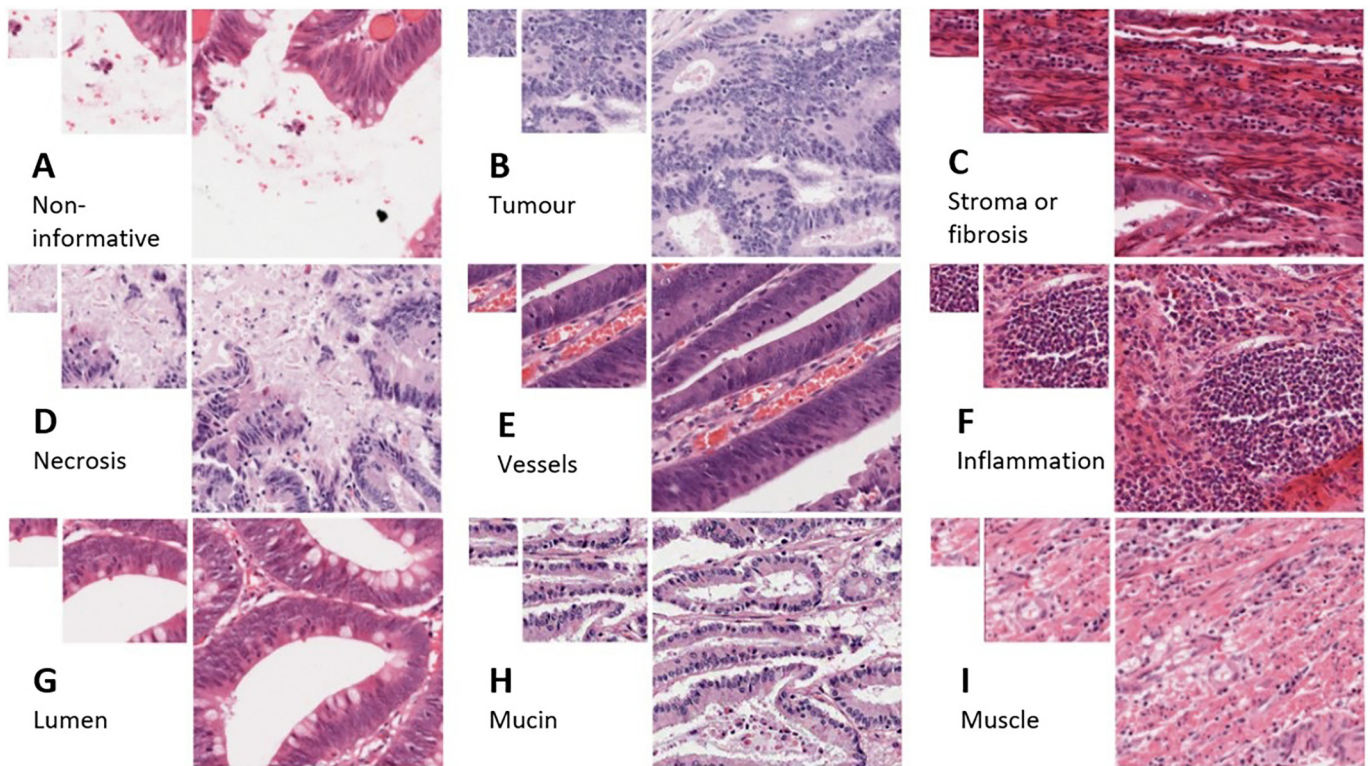 A
Non-
informative
B
Tumour
C
Stroma or
fibrosis
D
Necrosis
E
Vessels
F
Inflammation
G
Lumen
H
Mucin
I
Muscle